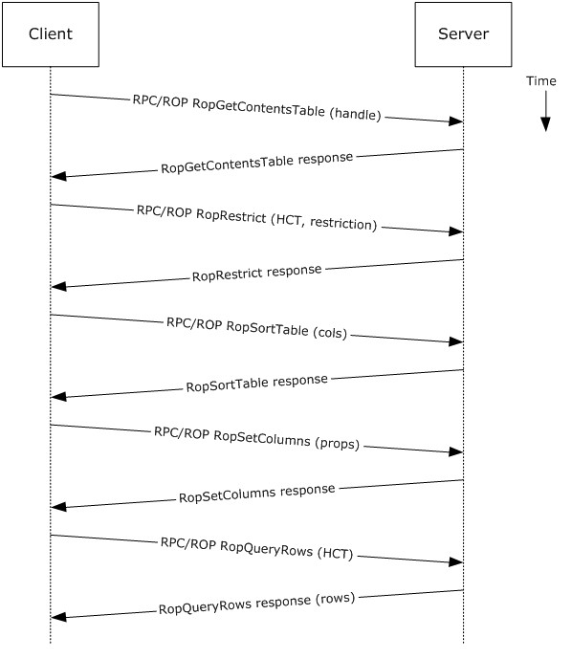 Client
Server
Time
RPC/ROP RopGetContentsTable (handle)
RopGetContentsTable response
RPC/ROP RopRestrict (HCT, restriction)
RopRestrict response
RPC/ROP RopSortTable (cols)
RopSortTable response
RPC/ROP RopSetColumns (props)
RopSetColumns response
RPC/ROP RopQueryRows (HCT)
RopQueryRows response (rows)